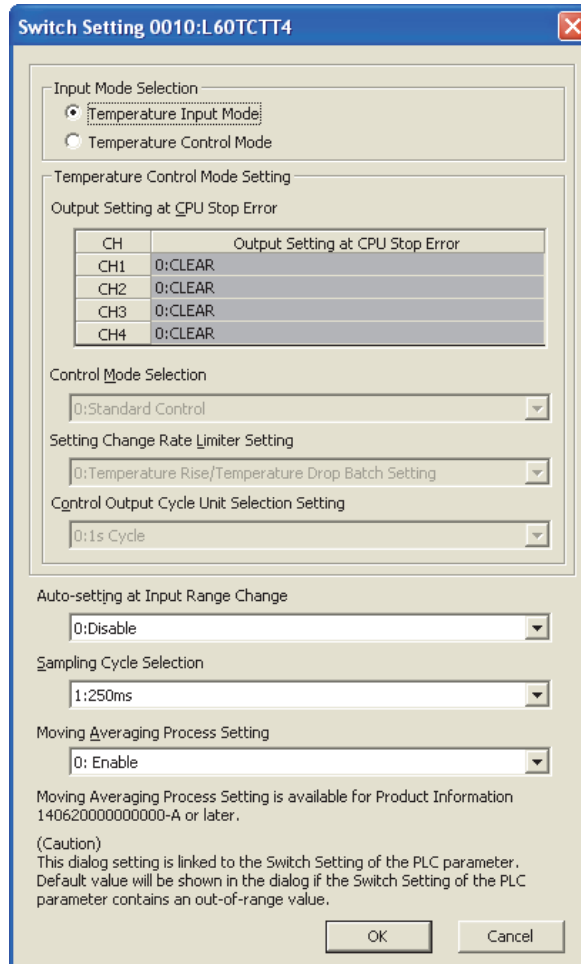 Switch Setting 0010:L60TCTT4
Input Mode Selection
Temperature Input Mode
Temperature Control Mode
Temperature Control Mode Setting
Output Setting at CPU Stop Error
CH Output Setting at CPU Stop Error
CH1 0:CLEAR
CH2 0:CLEAR
CH3 0:CLEAR
CH4 0:CLEAR
Control Mode Selection
0:Standard Control
Setting Change Rate Limiter Setting
0:Temperature Rise/Temperature Drop Batch Setting
Control Output Cycle Unit Selection Setting
0:1s Cycle
Auto-setting at Input Range Change
0:Disable
Sampling Cycle Selection
1:250ms
Moving Averaging Process Setting
0: Enable
Moving Averaging Process Setting is available for Product Information
140620000000000-A or later.
(Caution)
This dialog setting is linked to the Switch Setting of the PLC parameter.
Default value will be shown in the dialog if the Switch Setting of the PLC
parameter contains an out-of-range value.
OK Cancel